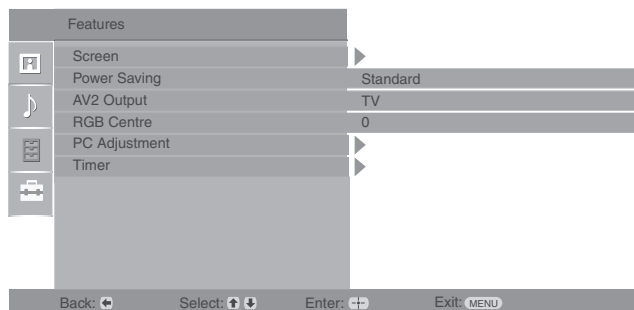 Features
Screen
Power Saving Standard
AV2 Output TV
RGB Centre 0
PC Adjustment
Timer
Back: Select: Enter: Exit: MENU